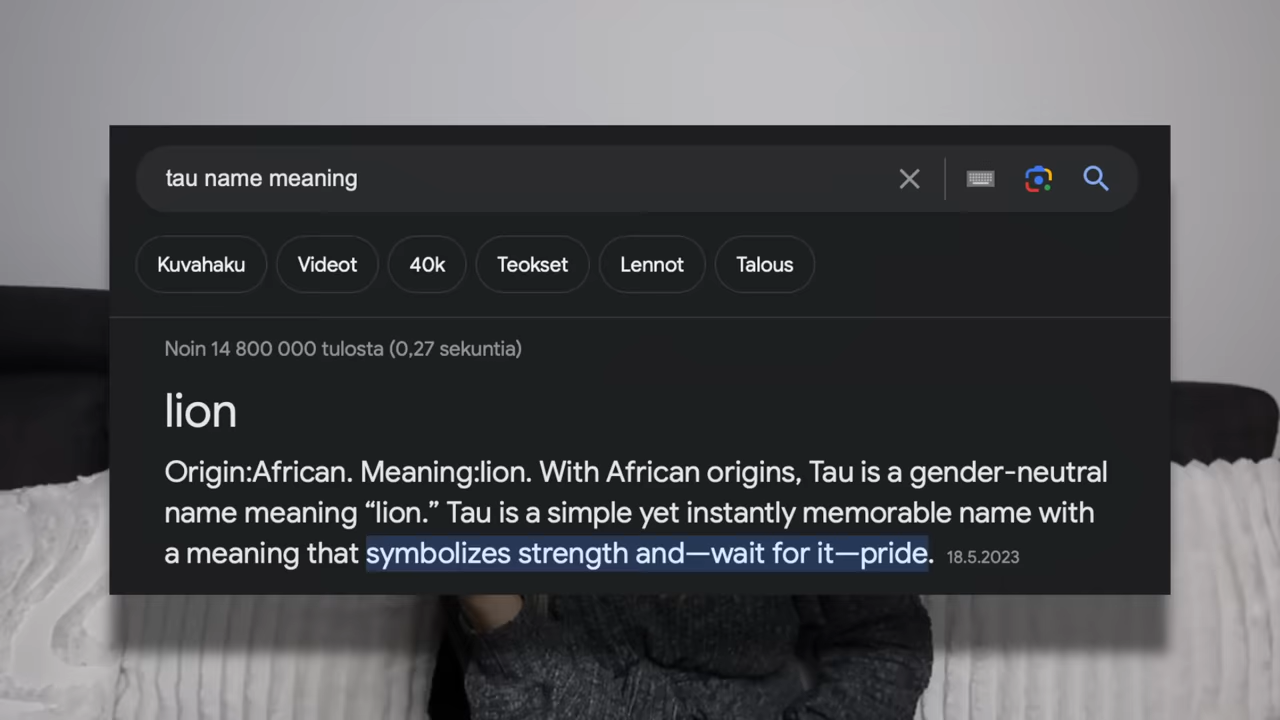 tau name meaning
Kuvahaku Videot 40k Teokset Lennot Talous
Noin 14 800 000 tulosta (0,27 sekuntia)
lion
Origin:African. Meaning:lion. With African origins, Tau is a gender-neutral
name meaning “lion.” Tau is a simple yet instantly memorable name with
a meaning that symbolizes strength and—wait for it—pride. 18.5.2023